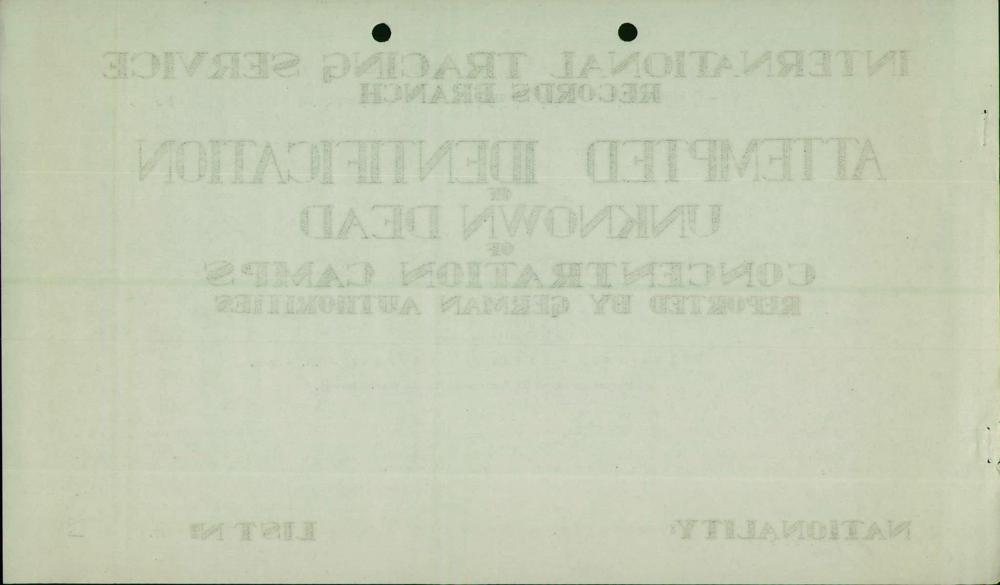 INTERNATIONAL TRACING SERVICE
RECORDS BRANCH
ATTEMPTED IDENTIFICATION
OF
UNKNOWN DEAD
OF
CONCENTRATION CAMPS
REPORTED BY GERMAN AUTHORITIES
NATIONALITY: LIST Nº